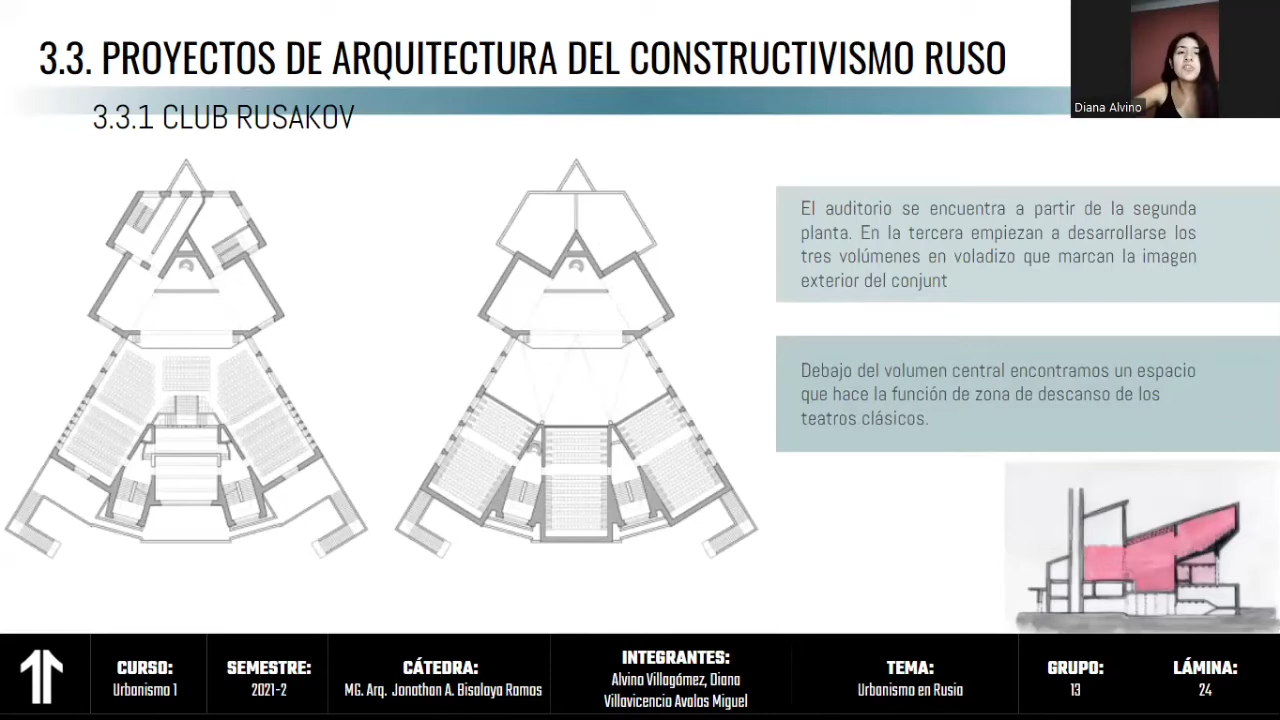 3.3. PROYECTOS DE ARQUITECTURA DEL CONSTRUCTIVISMO RUSO
3.3.1 CLUB RUSAKOV
Diana Alvino
El auditorio se encuentra a partir de la segunda
planta. En la tercera empiezan a desarrollarse los
tres volúmenes en voladizo que marcan la imagen
exterior del conjunt
Debajo del volumen central encontramos un espacio
que hace la función de zona de descanso de los
teatros clásicos.
CURSO:
Urbanismo 1
SEMESTRE:
2021-2
CÁTEDRA:
MG. Arq. Jonathan A. Bisalaya Ramos
INTEGRANTES:
Alvino Villagómez, Diana
Villavicencio Avalos Miguel
TEMA:
Urbanismo en Rusia
GRUPO:
13
LÁMINA:
24